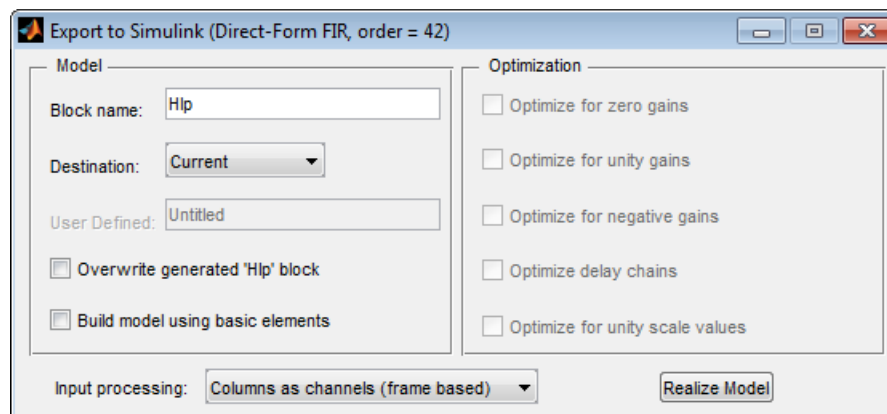 Export to Simulink (Direct-Form FIR, order = 42)
Model
Block name: Hlp
Destination: Current
User Defined: Untitled
Overwrite generated 'Hlp' block
Build model using basic elements
Optimization
Optimize for zero gains
Optimize for unity gains
Optimize for negative gains
Optimize delay chains
Optimize for unity scale values
Input processing: Columns as channels (frame based)
Realize Model